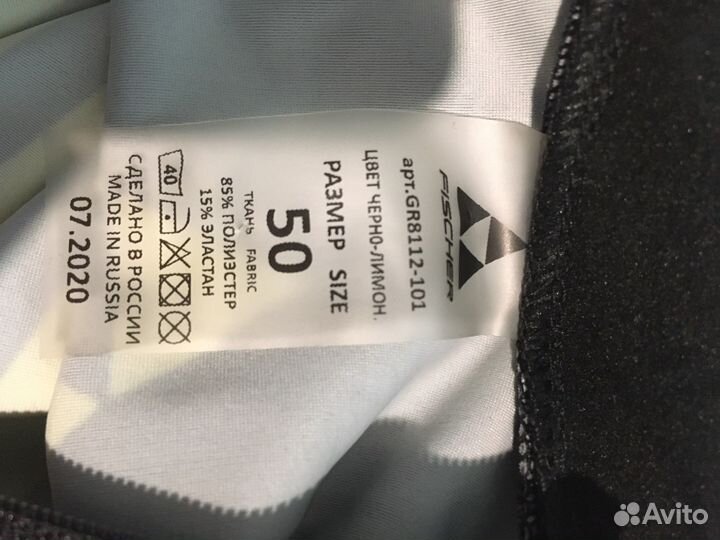 FISCHER
арт.GR8112-101
ЦВЕТ ЧЕРНО-ЛИМОН.
РАЗМЕР SIZE
50
ТКАНЬ FABRIC
85% ПОЛИЭСТЕР
15% ЭЛАСТАН
40
СДЕЛАНО В РОССИИ
MADE IN RUSSIA
07.2020
Avito